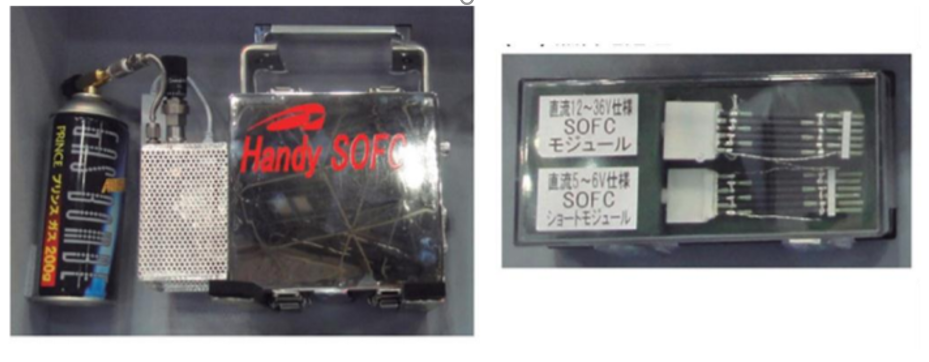 Handy SOFC
GAS BOMBE
PRINCE プリンス ガス 200g
直流12~36V仕様
SOFC
モジュール
直流5~6V仕様
SOFC
ショートモジュール